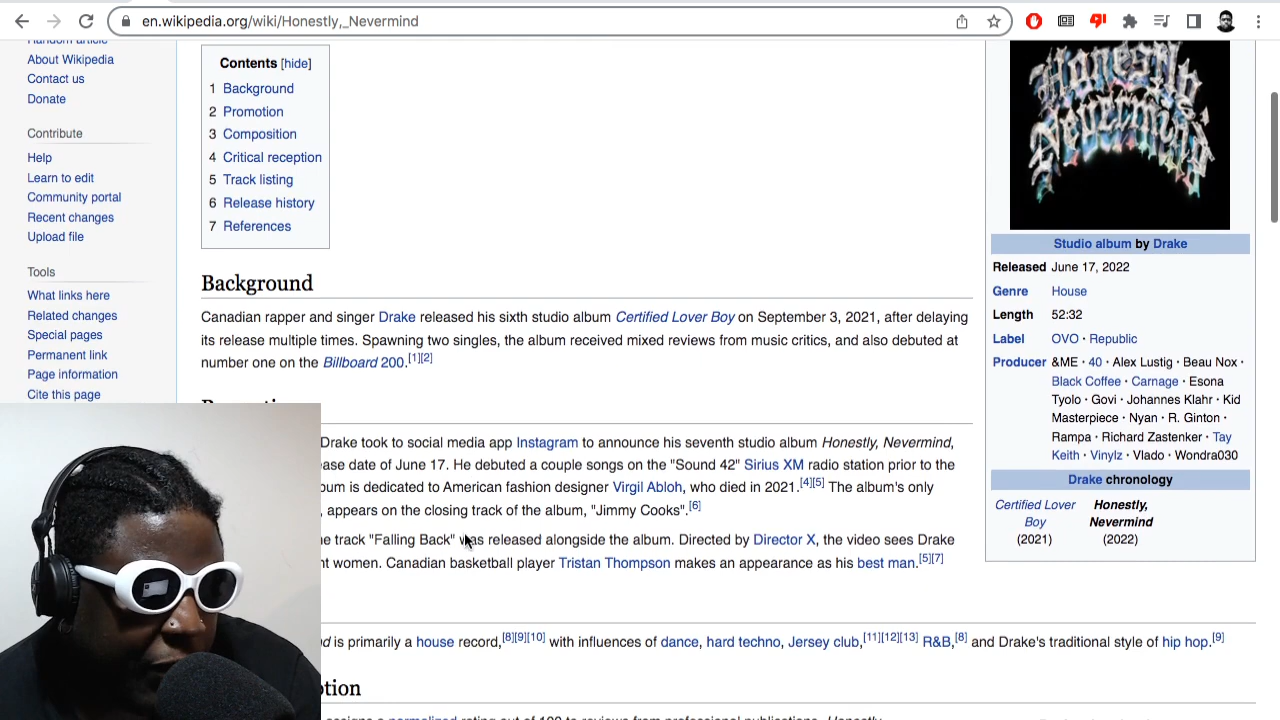 en.wikipedia.org/wiki/Honestly,_Nevermind
About Wikipedia
Contact us
Donate
Contribute
Help
Learn to edit
Community portal
Recent changes
Upload file
Tools
What links here
Related changes
Special pages
Permanent link
Page information
Cite this page
Contents [hide]
1 Background
2 Promotion
3 Composition
4 Critical reception
5 Track listing
6 Release history
7 References
Background
Canadian rapper and singer Drake released his sixth studio album Certified Lover Boy on September 3, 2021, after delaying
its release multiple times. Spawning two singles, the album received mixed reviews from music critics, and also debuted at
number one on the Billboard 200.[1][2]
Drake took to social media app Instagram to announce his seventh studio album Honestly, Nevermind,
date of June 17. He debuted a couple songs on the "Sound 42" Sirius XM radio station prior to the
is dedicated to American fashion designer Virgil Abloh, who died in 2021.[4][5] The album's only
, appears on the closing track of the album, "Jimmy Cooks".[6]
track "Falling Back" was released alongside the album. Directed by Director X, the video sees Drake
women. Canadian basketball player Tristan Thompson makes an appearance as his best man.[5][7]
is primarily a house record,[8][9][10] with influences of dance, hard techno, Jersey club,[11][12][13] R&B,[8] and Drake's traditional style of hip hop.[9]
a normalized rating out of 100 to reviews from professional publications, Honestly
Honestly,
Nevermind
Studio album by Drake
Released June 17, 2022
Genre House
Length 52:32
Label OVO · Republic
Producer &ME · 40 · Alex Lustig · Beau Nox ·
Black Coffee · Carnage · Esona
Tyolo · Govi · Johannes Klahr · Kid
Masterpiece · Nyan · R. Ginton ·
Rampa · Richard Zastenker · Tay
Keith · Vinylz · Vlado · Wondra030
Drake chronology
Certified Lover
Boy
(2021)
Honestly,
Nevermind
(2022)